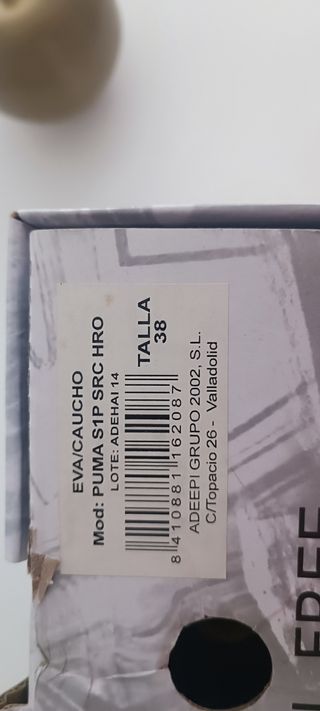 EVA/CAUCHO
Mod: PUMA S1P SRC HRO
LOTE: ADEHAI 14
TALLA
38
8 410881 162087
ADEEPI GRUPO 2002, S.L.
C/Topacio 26 - Valladolid
FREE